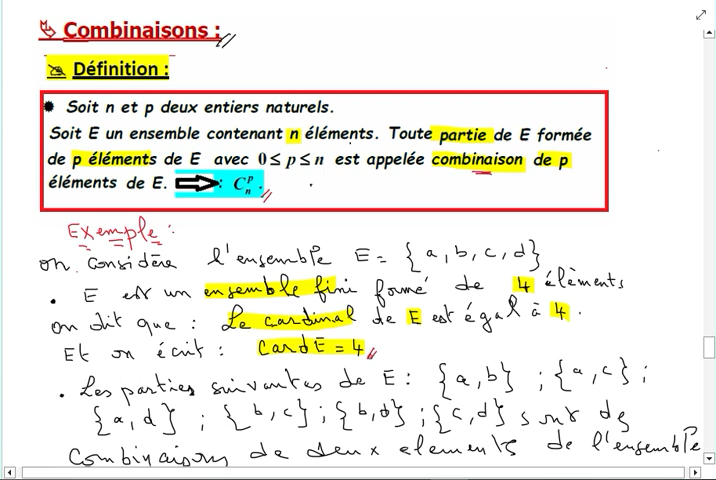 Combinaisons :
Définition :
Soit n et p deux entiers naturels.
Soit E un ensemble contenant n éléments. Toute partie de E formée
de p éléments de E avec 0 ≤ p ≤ n est appelée combinaison de p
éléments de E. ⇒ : Cₙᵖ.
Exemple :
on considère l'ensemble E = {a, b, c, d}
• E est un ensemble fini formé de 4 éléments
on dit que : Le cardinal de E est égal à 4.
Et on écrit : Card E = 4
• Les parties suivantes de E : {a, b} ; {a, c} ;
{a, d} ; {b, c} ; {b, d} ; {c, d} sont des
Combinaisons de deux elements de l'ensemble